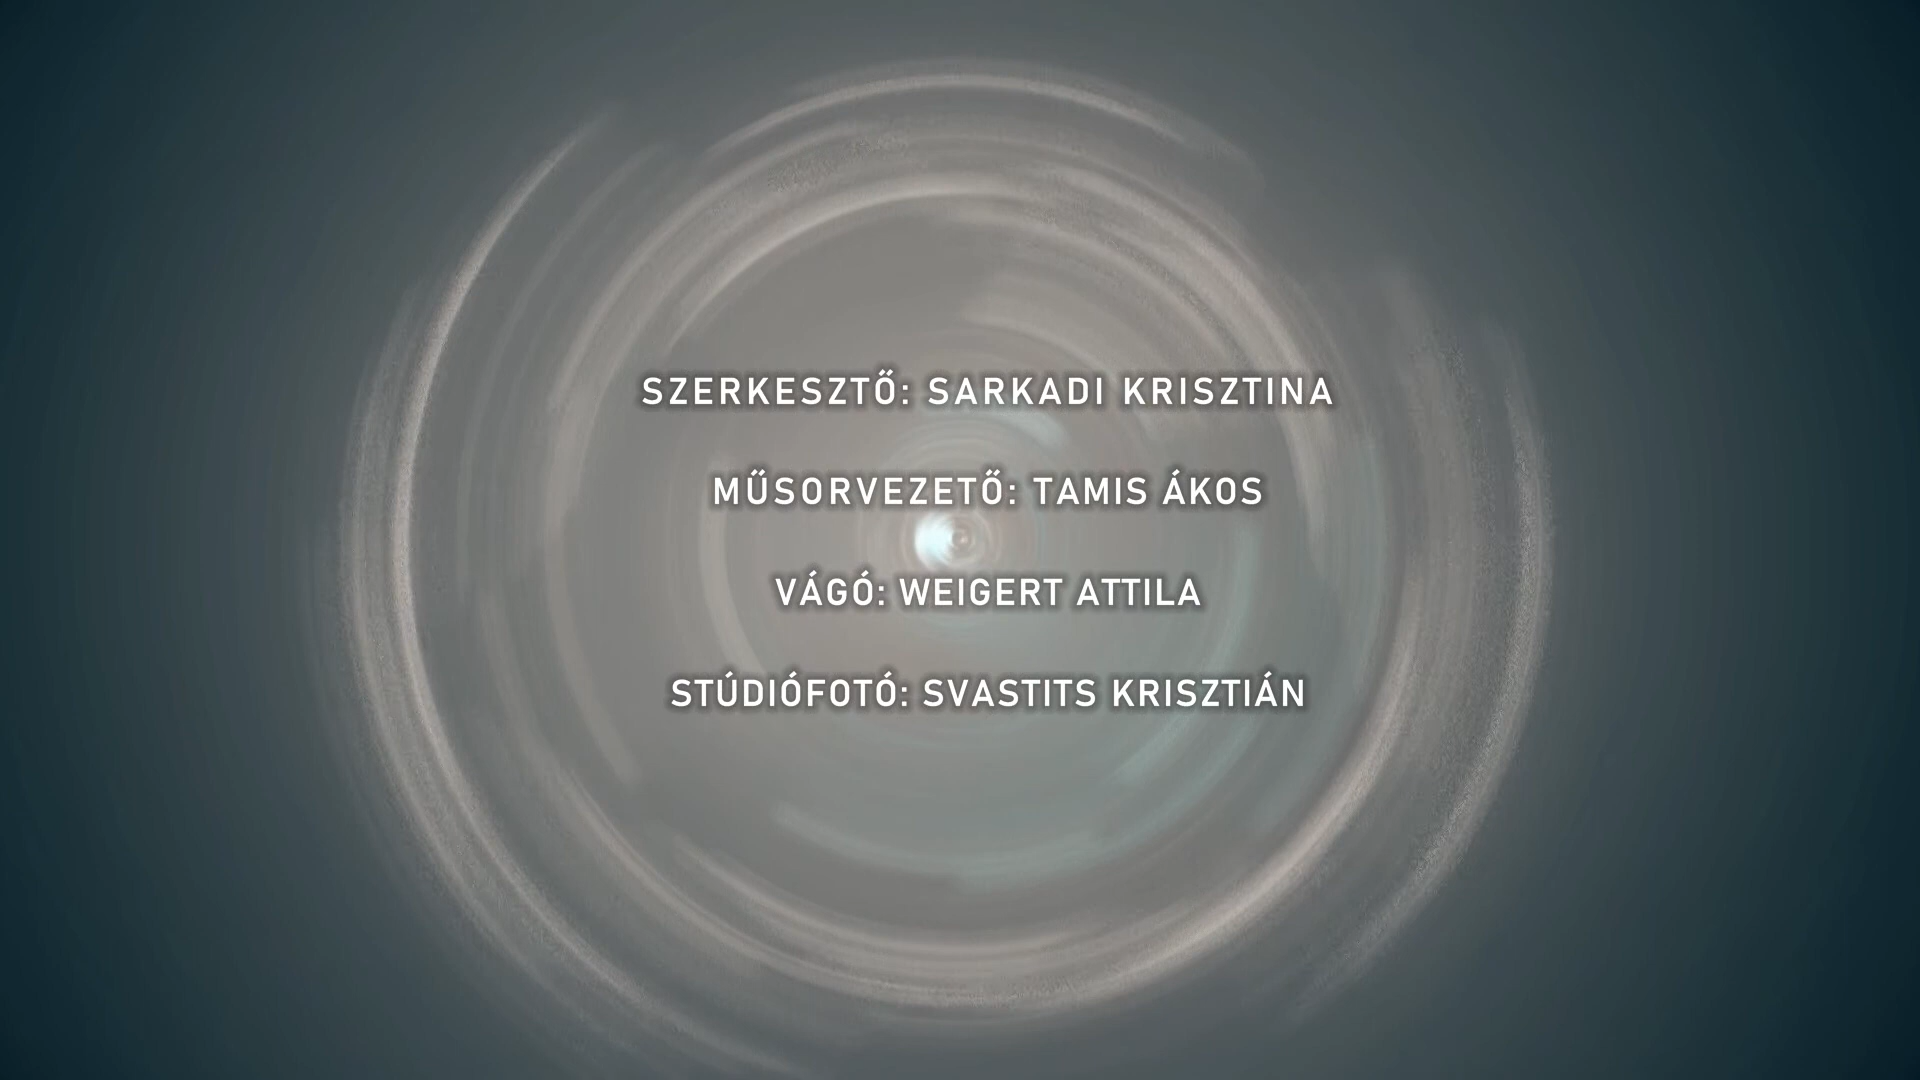 SZERKESZTŐ: SARKADI KRISZTINA
MŰSORVEZETŐ: TAMIS ÁKOS
VÁGÓ: WEIGERT ATTILA
STÚDIÓFOTÓ: SVASTITS KRISZTIÁN